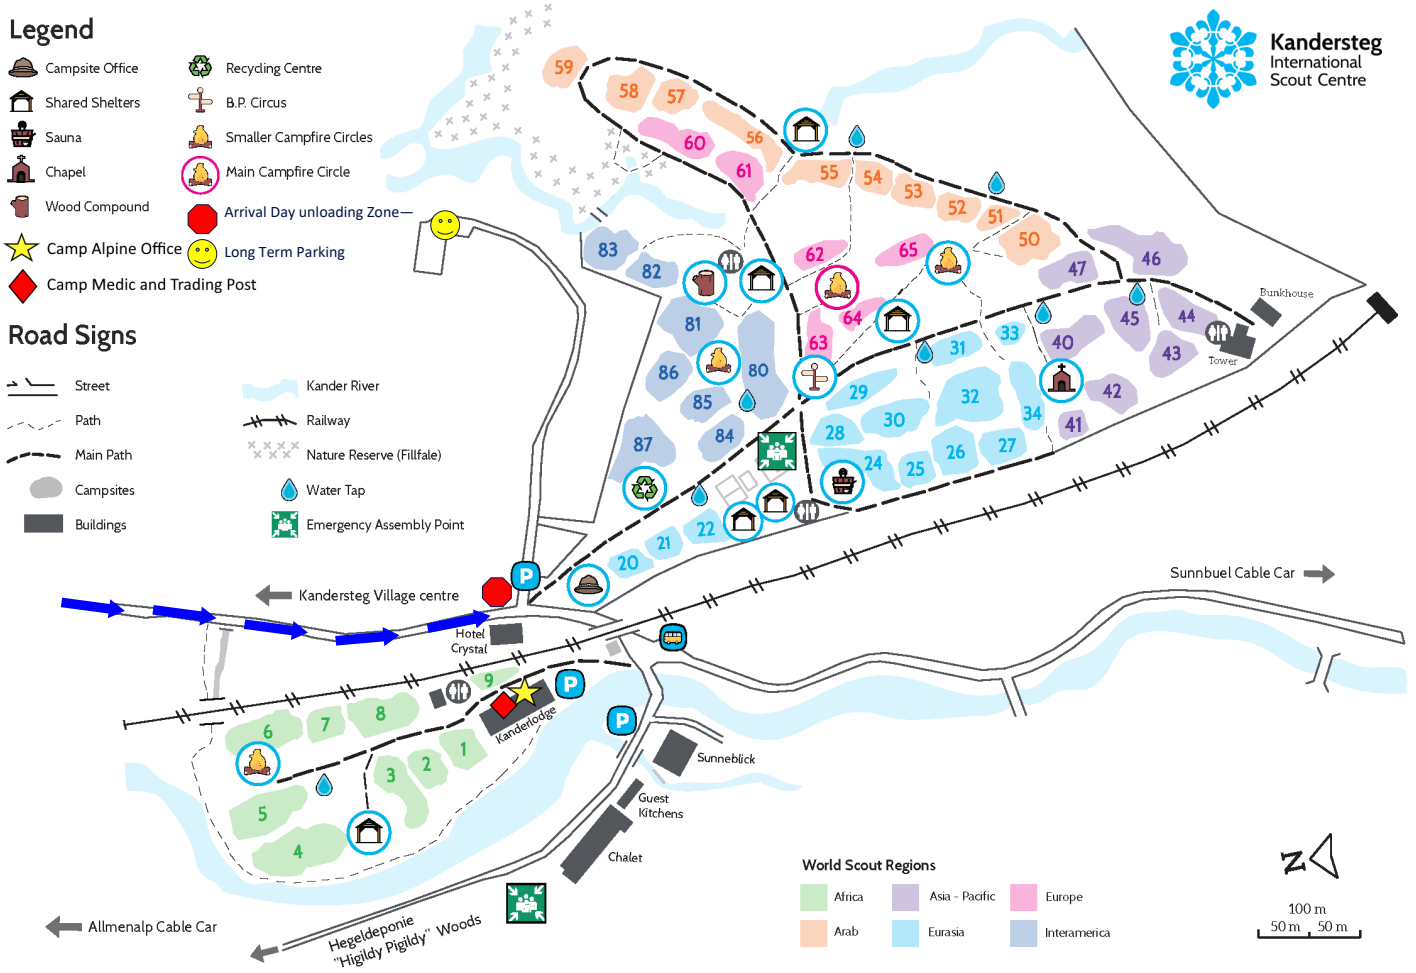 Legend
Campsite Office
Shared Shelters
Sauna
Chapel
Wood Compound
Camp Alpine Office
Camp Medic and Trading Post
Recycling Centre
B.P. Circus
Smaller Campfire Circles
Main Campfire Circle
Arrival Day unloading Zone—
Long Term Parking
Road Signs
Street
Path
Main Path
Campsites
Buildings
Kander River
Railway
Nature Reserve (Fillfale)
Water Tap
Emergency Assembly Point
Kandersteg
International
Scout Centre
59
58
57
56
60
61
55
54
53
52
51
50
62
65
64
63
47
46
45
44
43
40
42
41
83
82
81
80
86
85
84
87
33
31
32
34
29
30
28
27
26
25
24
22
21
20
Bunkhouse
Tower
P
Kandersteg Village centre
Sunnbuel Cable Car
Hotel
Crystal
9
8
7
6
5
4
3
2
1
P
P
Kanderlodge
Sunneblick
Guest
Kitchens
Chalet
Allmenalp Cable Car
Hegeldeponie
"Higildy Pigildy" Woods
World Scout Regions
Africa
Asia - Pacific
Europe
Arab
Eurasia
Interamerica
N
100 m
50 m
50 m